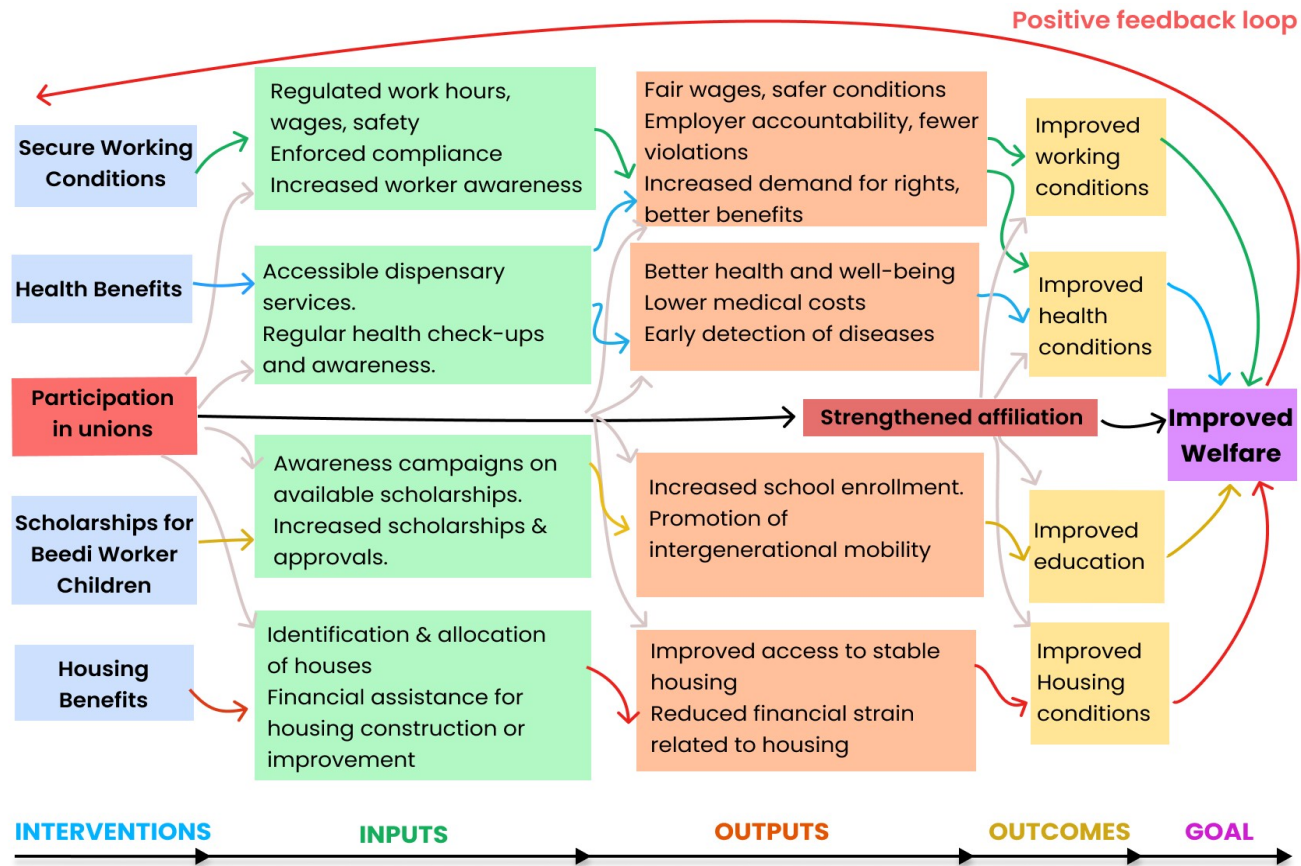 Positive feedback loop
Secure Working
Conditions
Regulated work hours,
wages, safety
Enforced compliance
Increased worker awareness
Fair wages, safer conditions
Employer accountability, fewer
violations
Increased demand for rights,
better benefits
Improved
working
conditions
Health Benefits
Accessible dispensary
services.
Regular health check-ups
and awareness.
Better health and well-being
Lower medical costs
Early detection of diseases
Improved
health
conditions
Participation
in unions
Strengthened affiliation
Improved
Welfare
Scholarships for
Beedi Worker
Children
Awareness campaigns on
available scholarships.
Increased scholarships &
approvals.
Increased school enrollment.
Promotion of
intergenerational mobility
Improved
education
Housing
Benefits
Identification & allocation
of houses
Financial assistance for
housing construction or
improvement
Improved access to stable
housing
Reduced financial strain
related to housing
Improved
Housing
conditions
INTERVENTIONS
INPUTS
OUTPUTS
OUTCOMES
GOAL